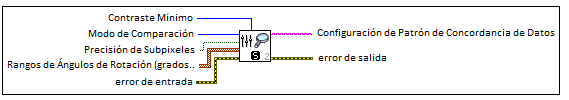 Contraste Mínimo
Modo de Comparación
Precisión de Subpixeles
Rangos de Ángulos de Rotación (grados..
error de entrada
S 2
Configuración de Patrón de Concordancia de Datos
error de salida